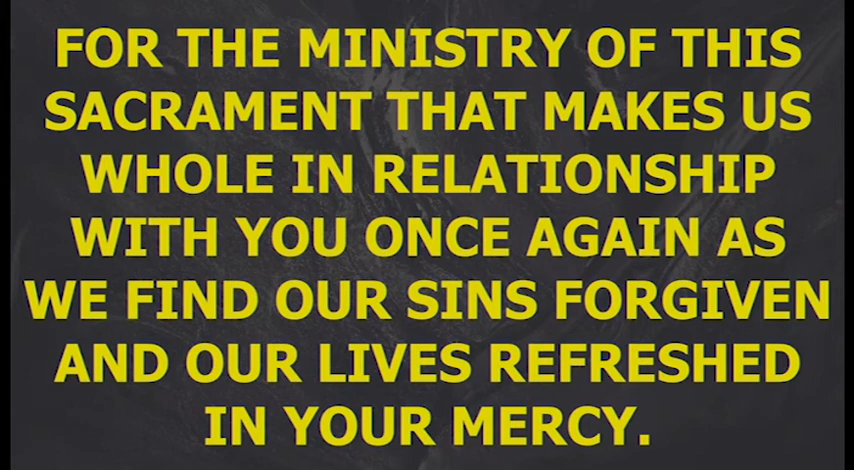 FOR THE MINISTRY OF THIS
SACRAMENT THAT MAKES US
WHOLE IN RELATIONSHIP
WITH YOU ONCE AGAIN AS
WE FIND OUR SINS FORGIVEN
AND OUR LIVES REFRESHED
IN YOUR MERCY.